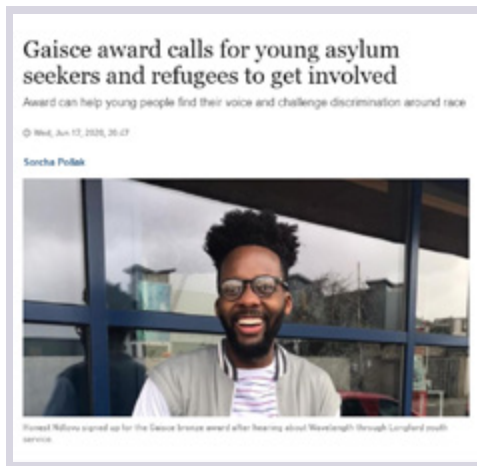 Gaisce award calls for young asylum
seekers and refugees to get involved
Award can help young people find their voice and challenge discrimination around race
Wed, Jun 17, 2020, 20:47
Sorcha Pollak
Honest Ndlovu signed up for the Gaisce bronze award after hearing about Wavelength through Longford youth
service.